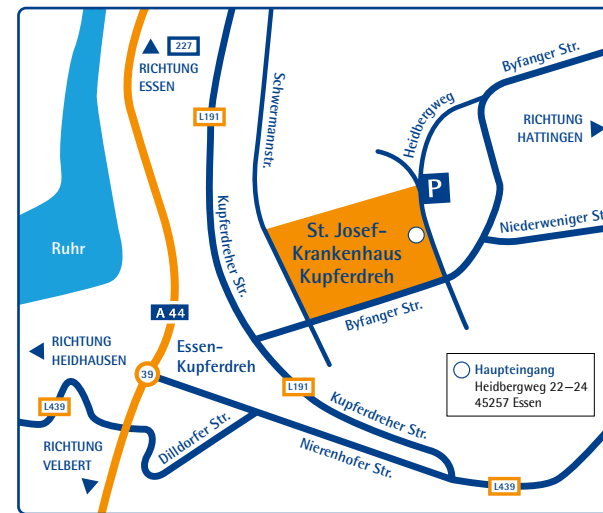 227
RICHTUNG
ESSEN
L191
Schwermannstr.
Heidbergweg
Byfanger Str.
RICHTUNG
HATTINGEN
P
Kupferdreher Str.
St. Josef-
Krankenhaus
Kupferdreh
Niederweniger St
Ruhr
A 44
Byfanger Str.
RICHTUNG
HEIDHAUSEN
Essen-
Kupferdreh
39
L191
Haupteingang
Heidbergweg 22–24
45257 Essen
L439
Kupferdreher Str.
Dilldorfer Str.
Nierenhofer Str.
RICHTUNG
VELBERT
L439